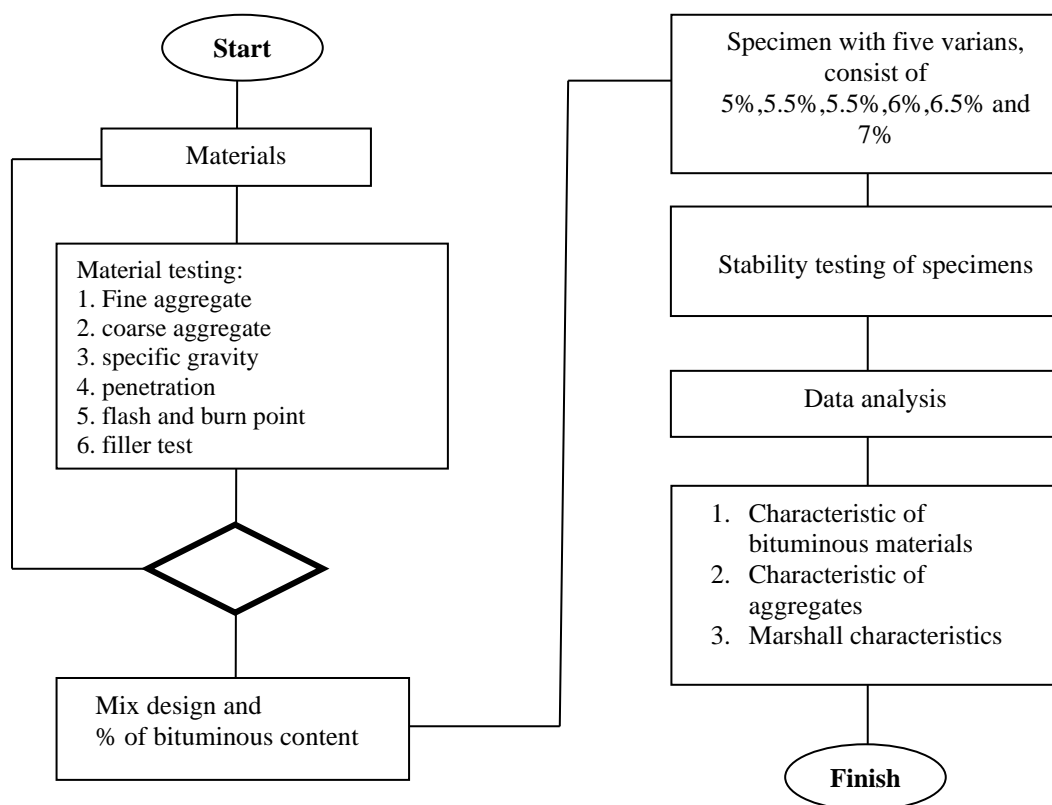 Start
Materials
Material testing:
1. Fine aggregate
2. coarse aggregate
3. specific gravity
4. penetration
5. flash and burn point
6. filler test
Mix design and
% of bituminous content
Specimen with five varians,
consist of
5%,5.5%,5.5%,6%,6.5% and
7%
Stability testing of specimens
Data analysis
1. Characteristic of
bituminous materials
2. Characteristic of
aggregates
3. Marshall characteristics
Finish